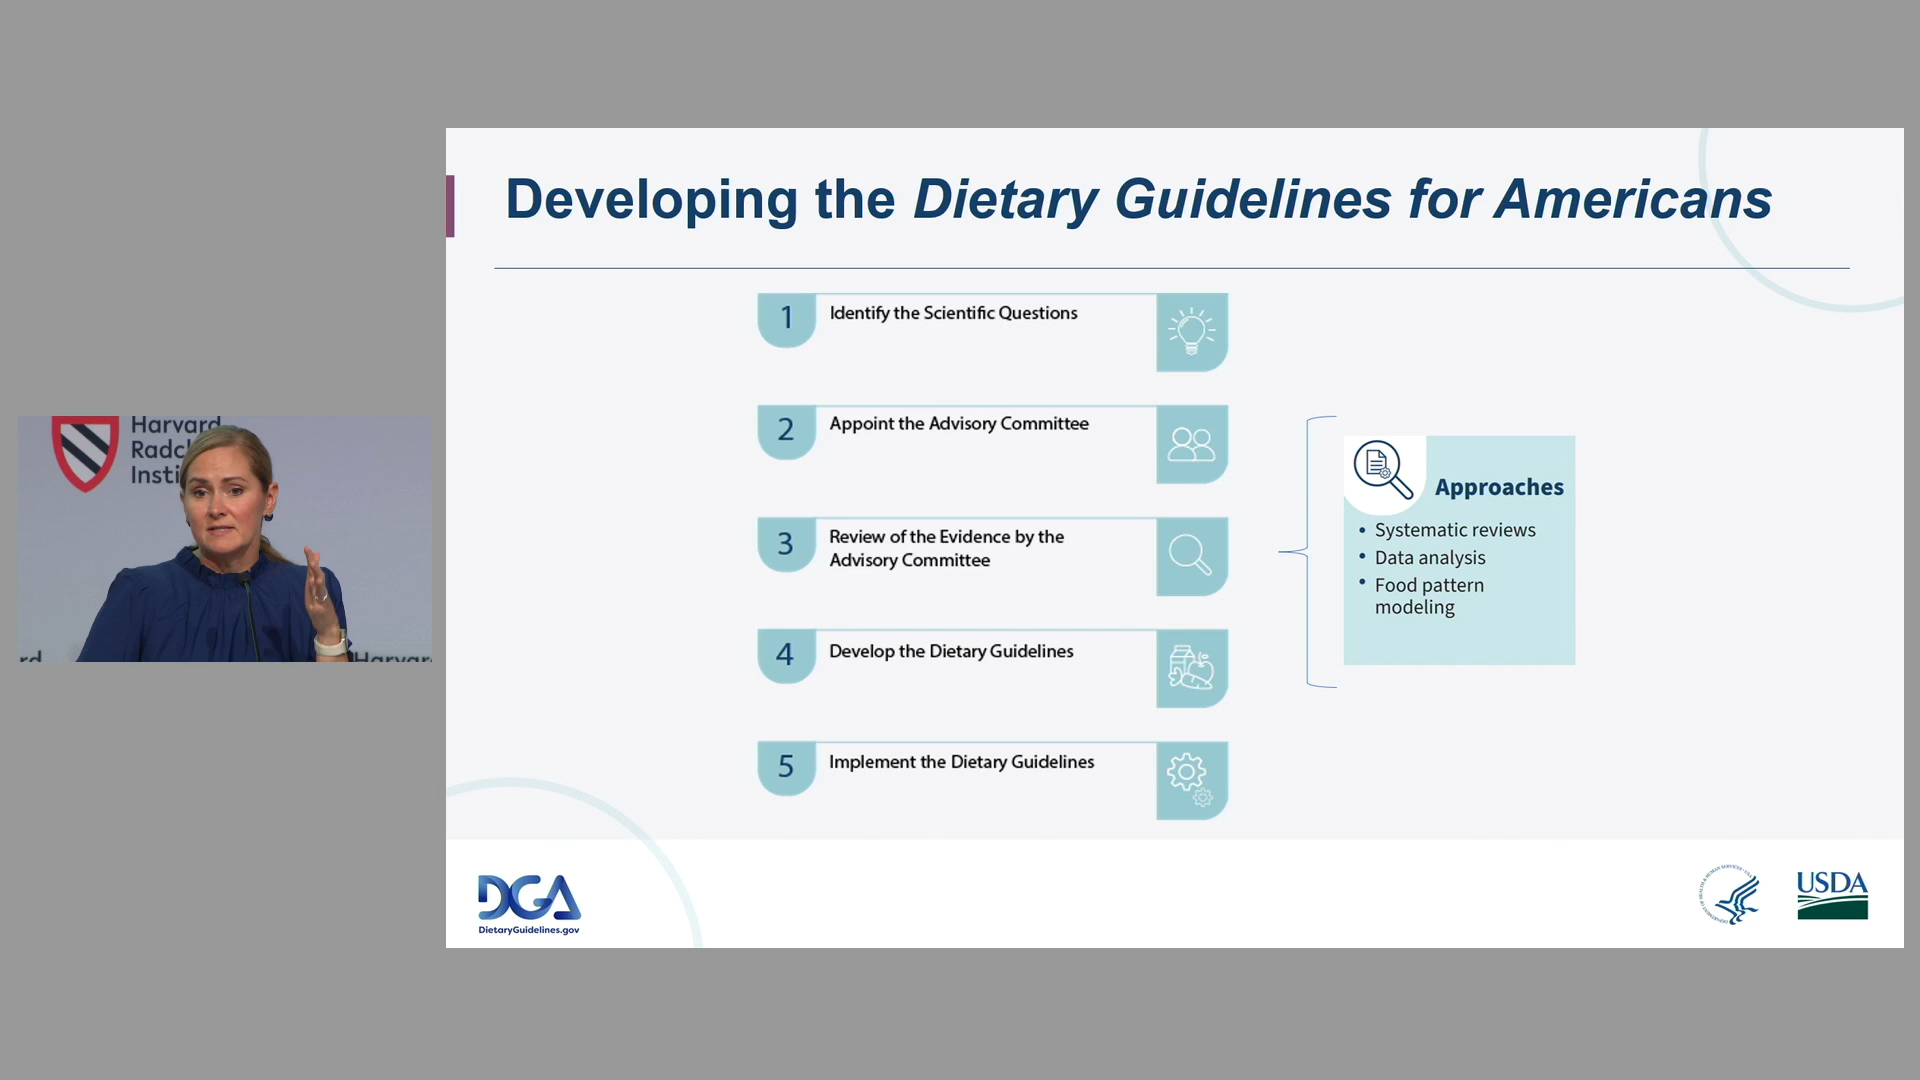 Developing the Dietary Guidelines for Americans
1
Identify the Scientific Questions
2
Appoint the Advisory Committee
3
Review of the Evidence by the
Advisory Committee
4
Develop the Dietary Guidelines
5
Implement the Dietary Guidelines
Approaches
• Systematic reviews
• Data analysis
• Food pattern
modeling
DGA
DietaryGuidelines.gov
USDA
Harvard
Insti
rd
Harvar